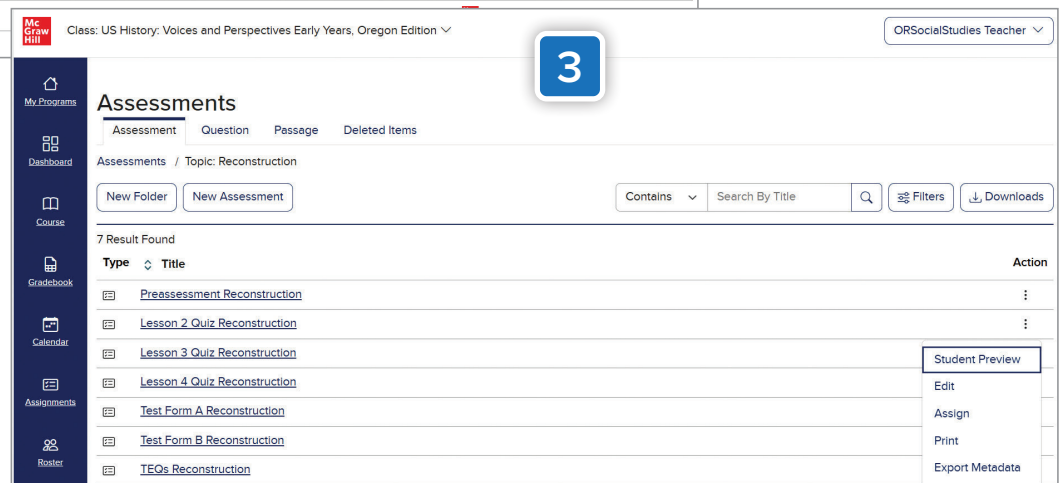 Mc
Graw
Hill
Class: US History: Voices and Perspectives Early Years, Oregon Edition
3
ORSocialStudies Teacher
My Programs
Dashboard
Course
Gradebook
Calendar
Assignments
Roster
Assessments
Assessment Question Passage Deleted Items
Assessments / Topic: Reconstruction
New Folder New Assessment Contains Search By Title Filters Downloads
7 Result Found
Type Title Action
Preassessment Reconstruction
Lesson 2 Quiz Reconstruction
Lesson 3 Quiz Reconstruction
Lesson 4 Quiz Reconstruction
Test Form A Reconstruction
Test Form B Reconstruction
TEQs Reconstruction
Student Preview
Edit
Assign
Print
Export Metadata